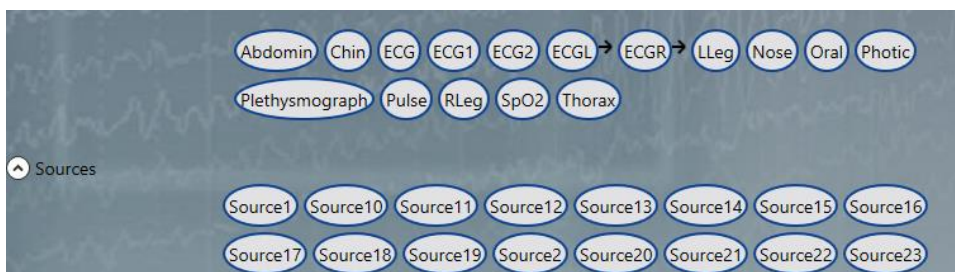 Abdomin Chin ECG ECG1 ECG2 ECGL ECGR LLeg Nose Oral Photic
Plethysmograph Pulse RLeg SpO2 Thorax
Sources
Source1 Source10 Source11 Source12 Source13 Source14 Source15 Source16
Source17 Source18 Source19 Source2 Source20 Source21 Source22 Source23